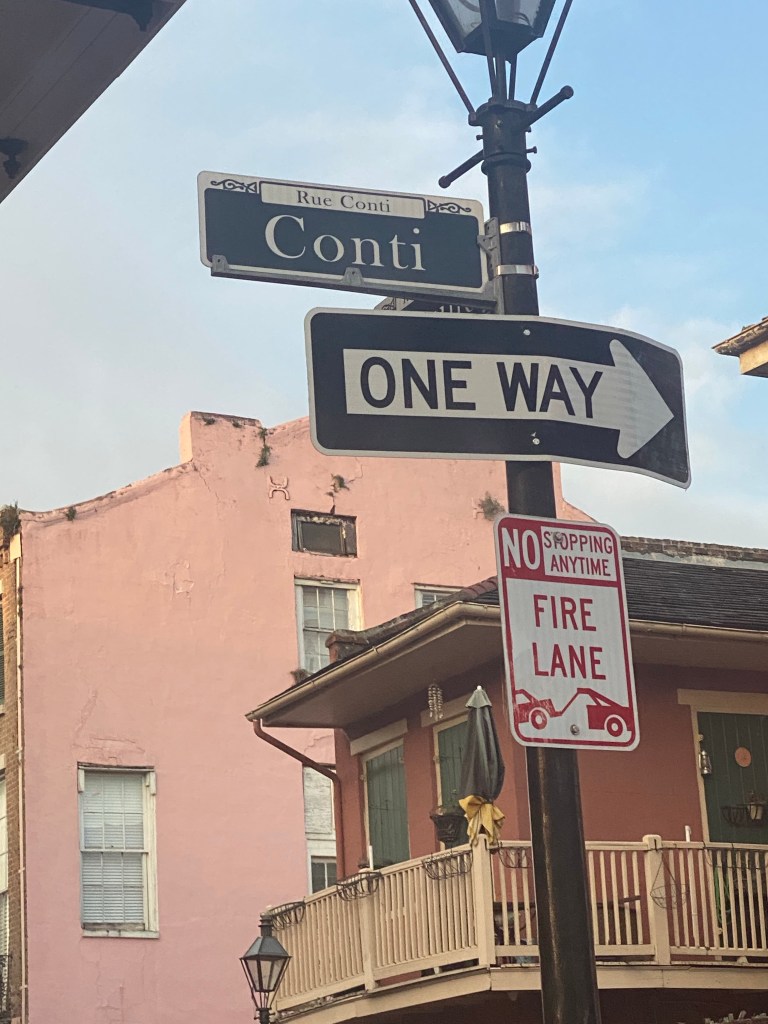 Rue Conti
Conti
ONE WAY
NO STOPPING
ANYTIME
FIRE
LANE